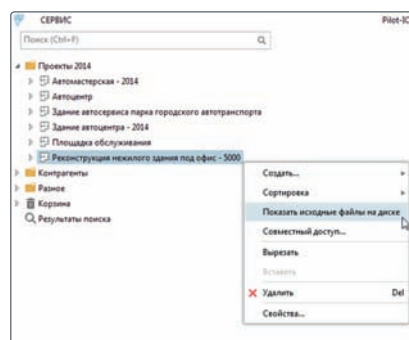 СЕРВИС
Pilot-IC
Поиск (Ctrl+F)
Проекты 2014
Автомастерская - 2014
Автоцентр
Здание автосервиса парка городского автотранспорта
Здание автоцентра - 2014
Площадка обслуживания
Реконструкция нежилого здания под офис - 5000
Контрагенты
Разное
Корзина
Результаты поиска
Создать...
Сортировка
Показать исходные файлы на диске
Совместный доступ...
Вырезать
Вставить
Удалить Del
Свойства...